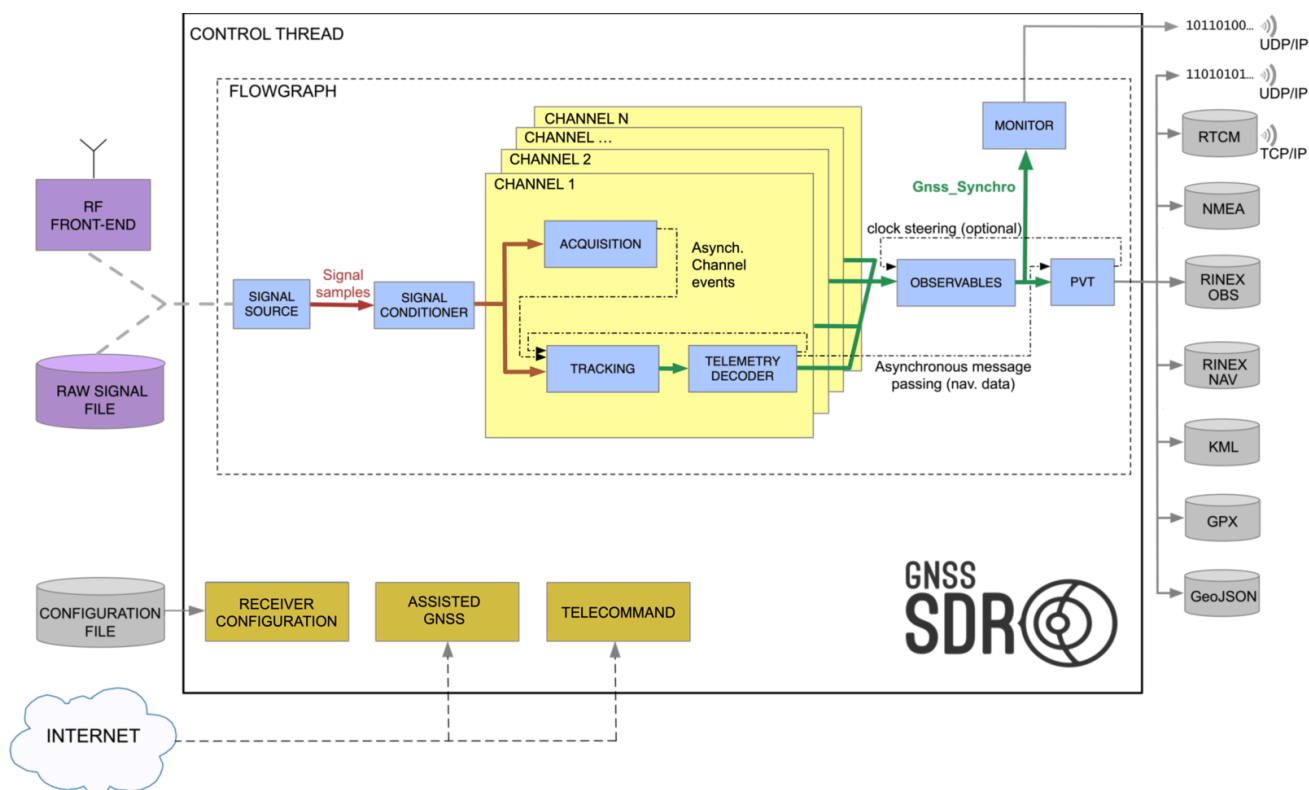 CONTROL THREAD
10110100...
UDP/IP
11010101...
UDP/IP
FLOWGRAPH
CHANNEL N
CHANNEL ...
CHANNEL 2
CHANNEL 1
MONITOR
RTCM
TCP/IP
RF
FRONT-END
Gnss_Synchro
NMEA
ACQUISITION
Asynch.
Channel
events
clock steering (optional)
Signal
samples
SIGNAL
SOURCE
SIGNAL
CONDITIONER
OBSERVABLES
PVT
RINEX
OBS
RAW SIGNAL
FILE
TRACKING
TELEMETRY
DECODER
Asynchronous message
passing (nav. data)
RINEX
NAV
KML
GPX
CONFIGURATION
FILE
RECEIVER
CONFIGURATION
ASSISTED
GNSS
TELECOMMAND
GNSS
SDR
GeoJSON
INTERNET